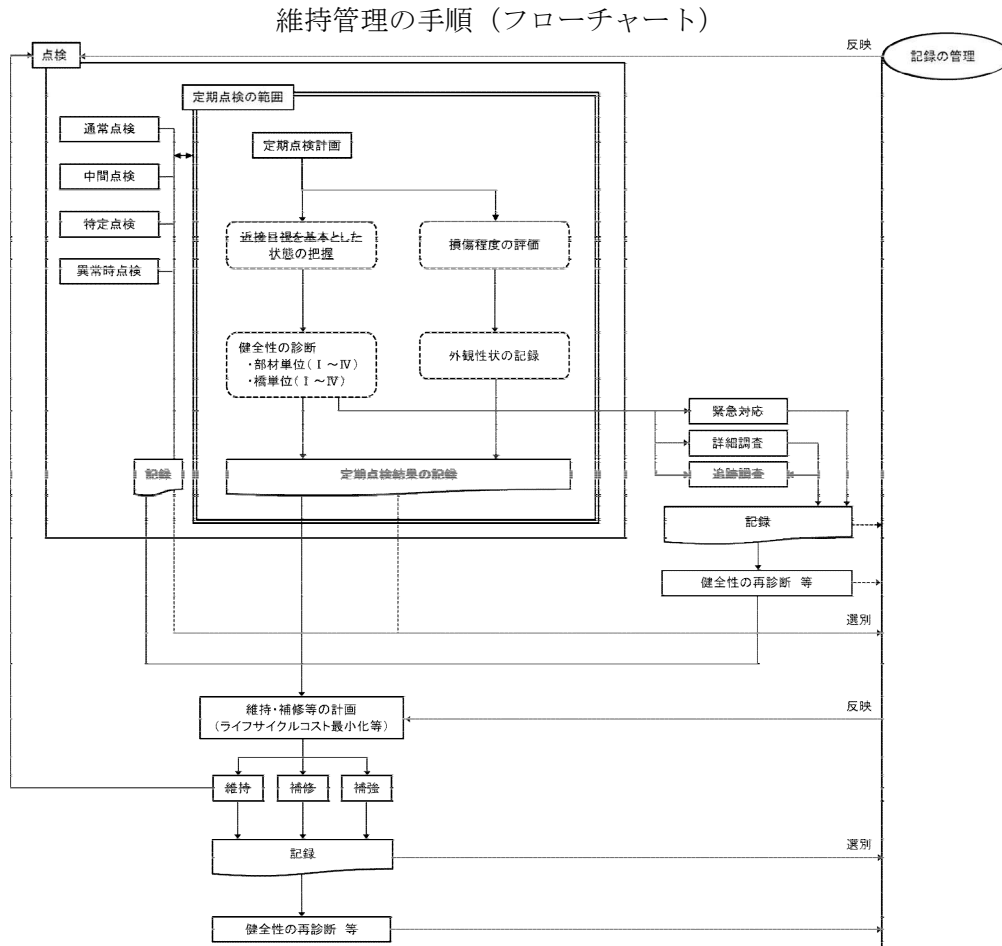 維持管理の手順（フローチャート）
点検
反映
記録の管理
定期点検の範囲
通常点検
定期点検計画
中間点検
特定点検
近接目視を基本とした
状態の把握
損傷程度の評価
異常時点検
健全性の診断
・部材単位（Ⅰ～Ⅳ）
・橋単位（Ⅰ～Ⅳ）
外観性状の記録
緊急対応
詳細調査
記録
定期点検結果の記録
追跡調査
記録
健全性の再診断 等
選別
維持・補修等の計画
（ライフサイクルコスト最小化等）
反映
維持
補修
補強
記録
選別
健全性の再診断 等